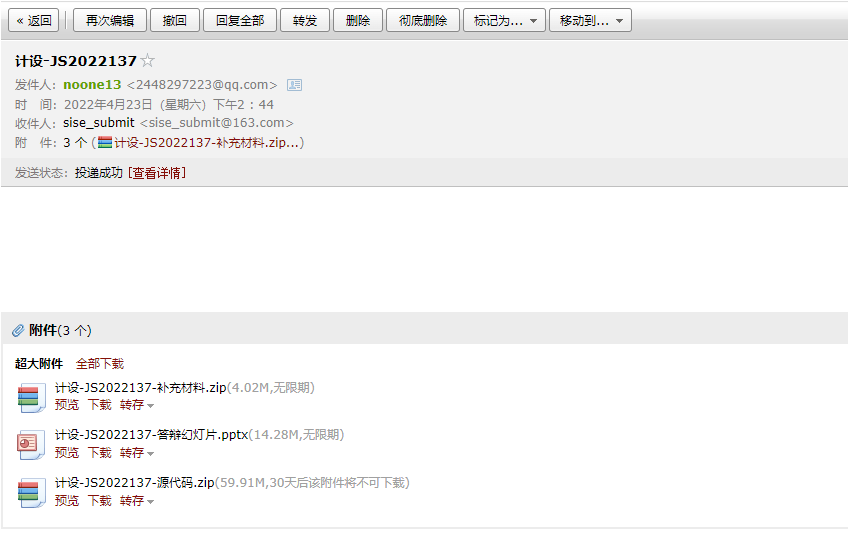 « 返回 再次编辑 撤回 回复全部 转发 删除 彻底删除 标记为... 移动到...
计设-JS2022137
发件人：noone13 <2448297223@qq.com>
时 间：2022年4月23日（星期六）下午2：44
收件人：sise_submit <sise_submit@163.com>
附 件：3 个 (计设-JS2022137-补充材料.zip...)
发送状态：投递成功 [查看详情]
附件(3 个)
超大附件 全部下载
计设-JS2022137-补充材料.zip(4.02M,无限期)
预览 下载 转存
计设-JS2022137-答辩幻灯片.pptx(14.28M,无限期)
预览 下载 转存
计设-JS2022137-源代码.zip(59.91M,30天后该附件将不可下载)
预览 下载 转存